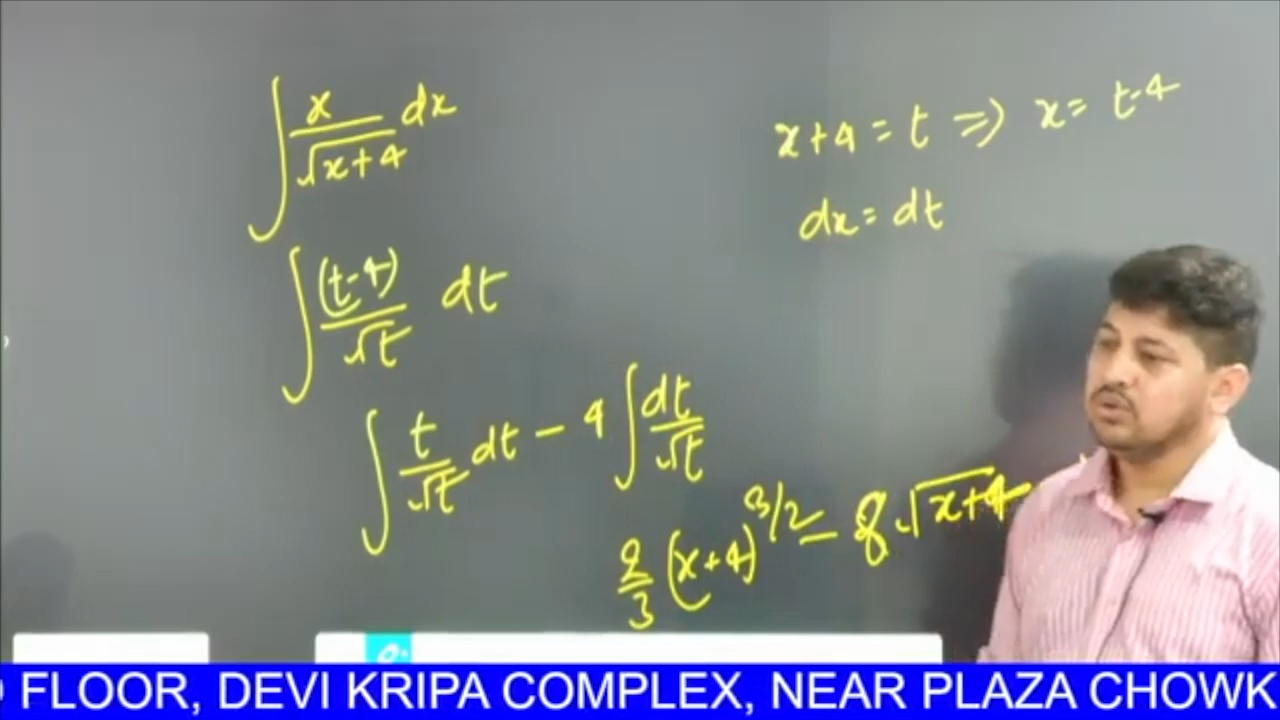 ∫ x/√x+4 dx
x+4 = t ⇒ x = t-4
dx = dt
∫ (t-4)/√t dt
∫ t/√t dt - 4 ∫ dt/√t
2/3 (x+4)^3/2 - 8√x+4
FLOOR, DEVI KRIPA COMPLEX, NEAR PLAZA CHOWK